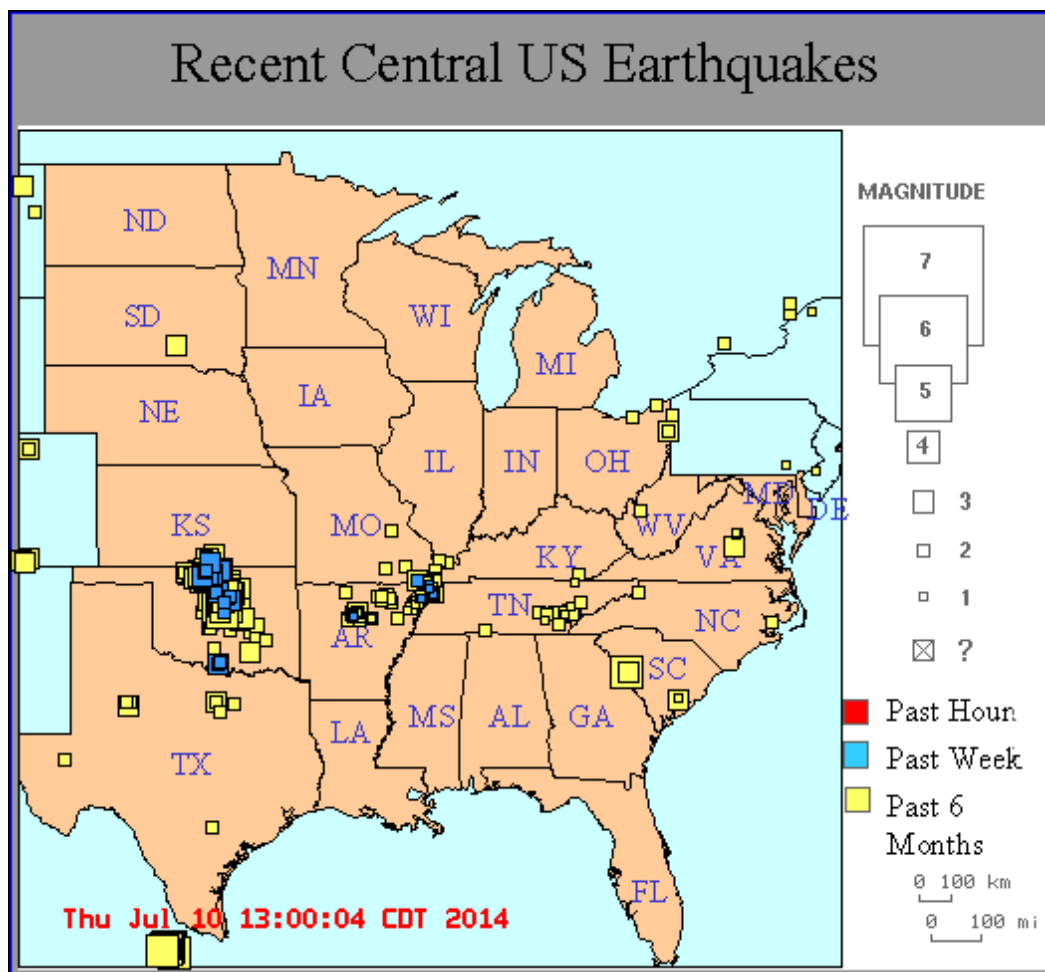 Recent Central US Earthquakes
MAGNITUDE
7
6
5
4
3
2
1
?
ND
MN
SD
WI
MI
NE
IA
IL
IN
OH
KS
MO
WV
MD
DE
KY
VA
TN
NC
AR
SC
MS
AL
GA
LA
TX
FL
Past Hour
Past Week
Past 6
Months
0 100 km
0 100 mi
Thu Jul 10 13:00:04 CDT 2014